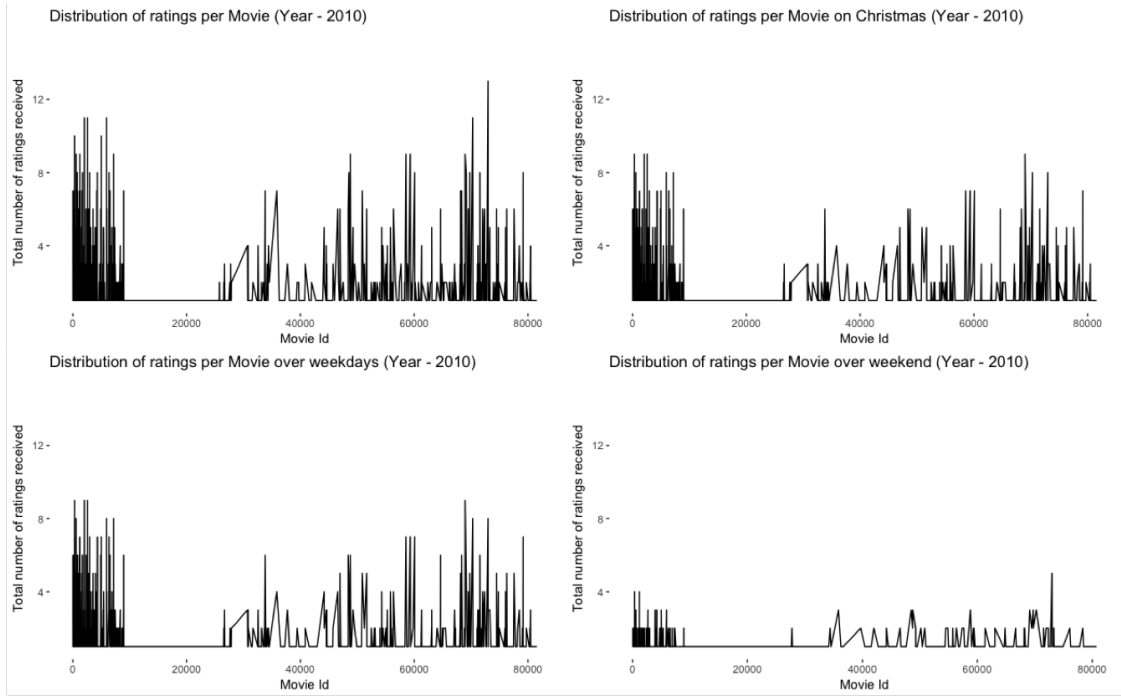 Distribution of ratings per Movie (Year - 2010)
Total number of ratings received
12
8
4
0
20000
40000
60000
80000
Movie Id
Distribution of ratings per Movie on Christmas (Year - 2010)
Total number of ratings received
12
8
4
0
20000
40000
60000
80000
Movie Id
Distribution of ratings per Movie over weekdays (Year - 2010)
Total number of ratings received
12
8
4
0
20000
40000
60000
80000
Movie Id
Distribution of ratings per Movie over weekend (Year - 2010)
Total number of ratings received
12
8
4
0
20000
40000
60000
80000
Movie Id